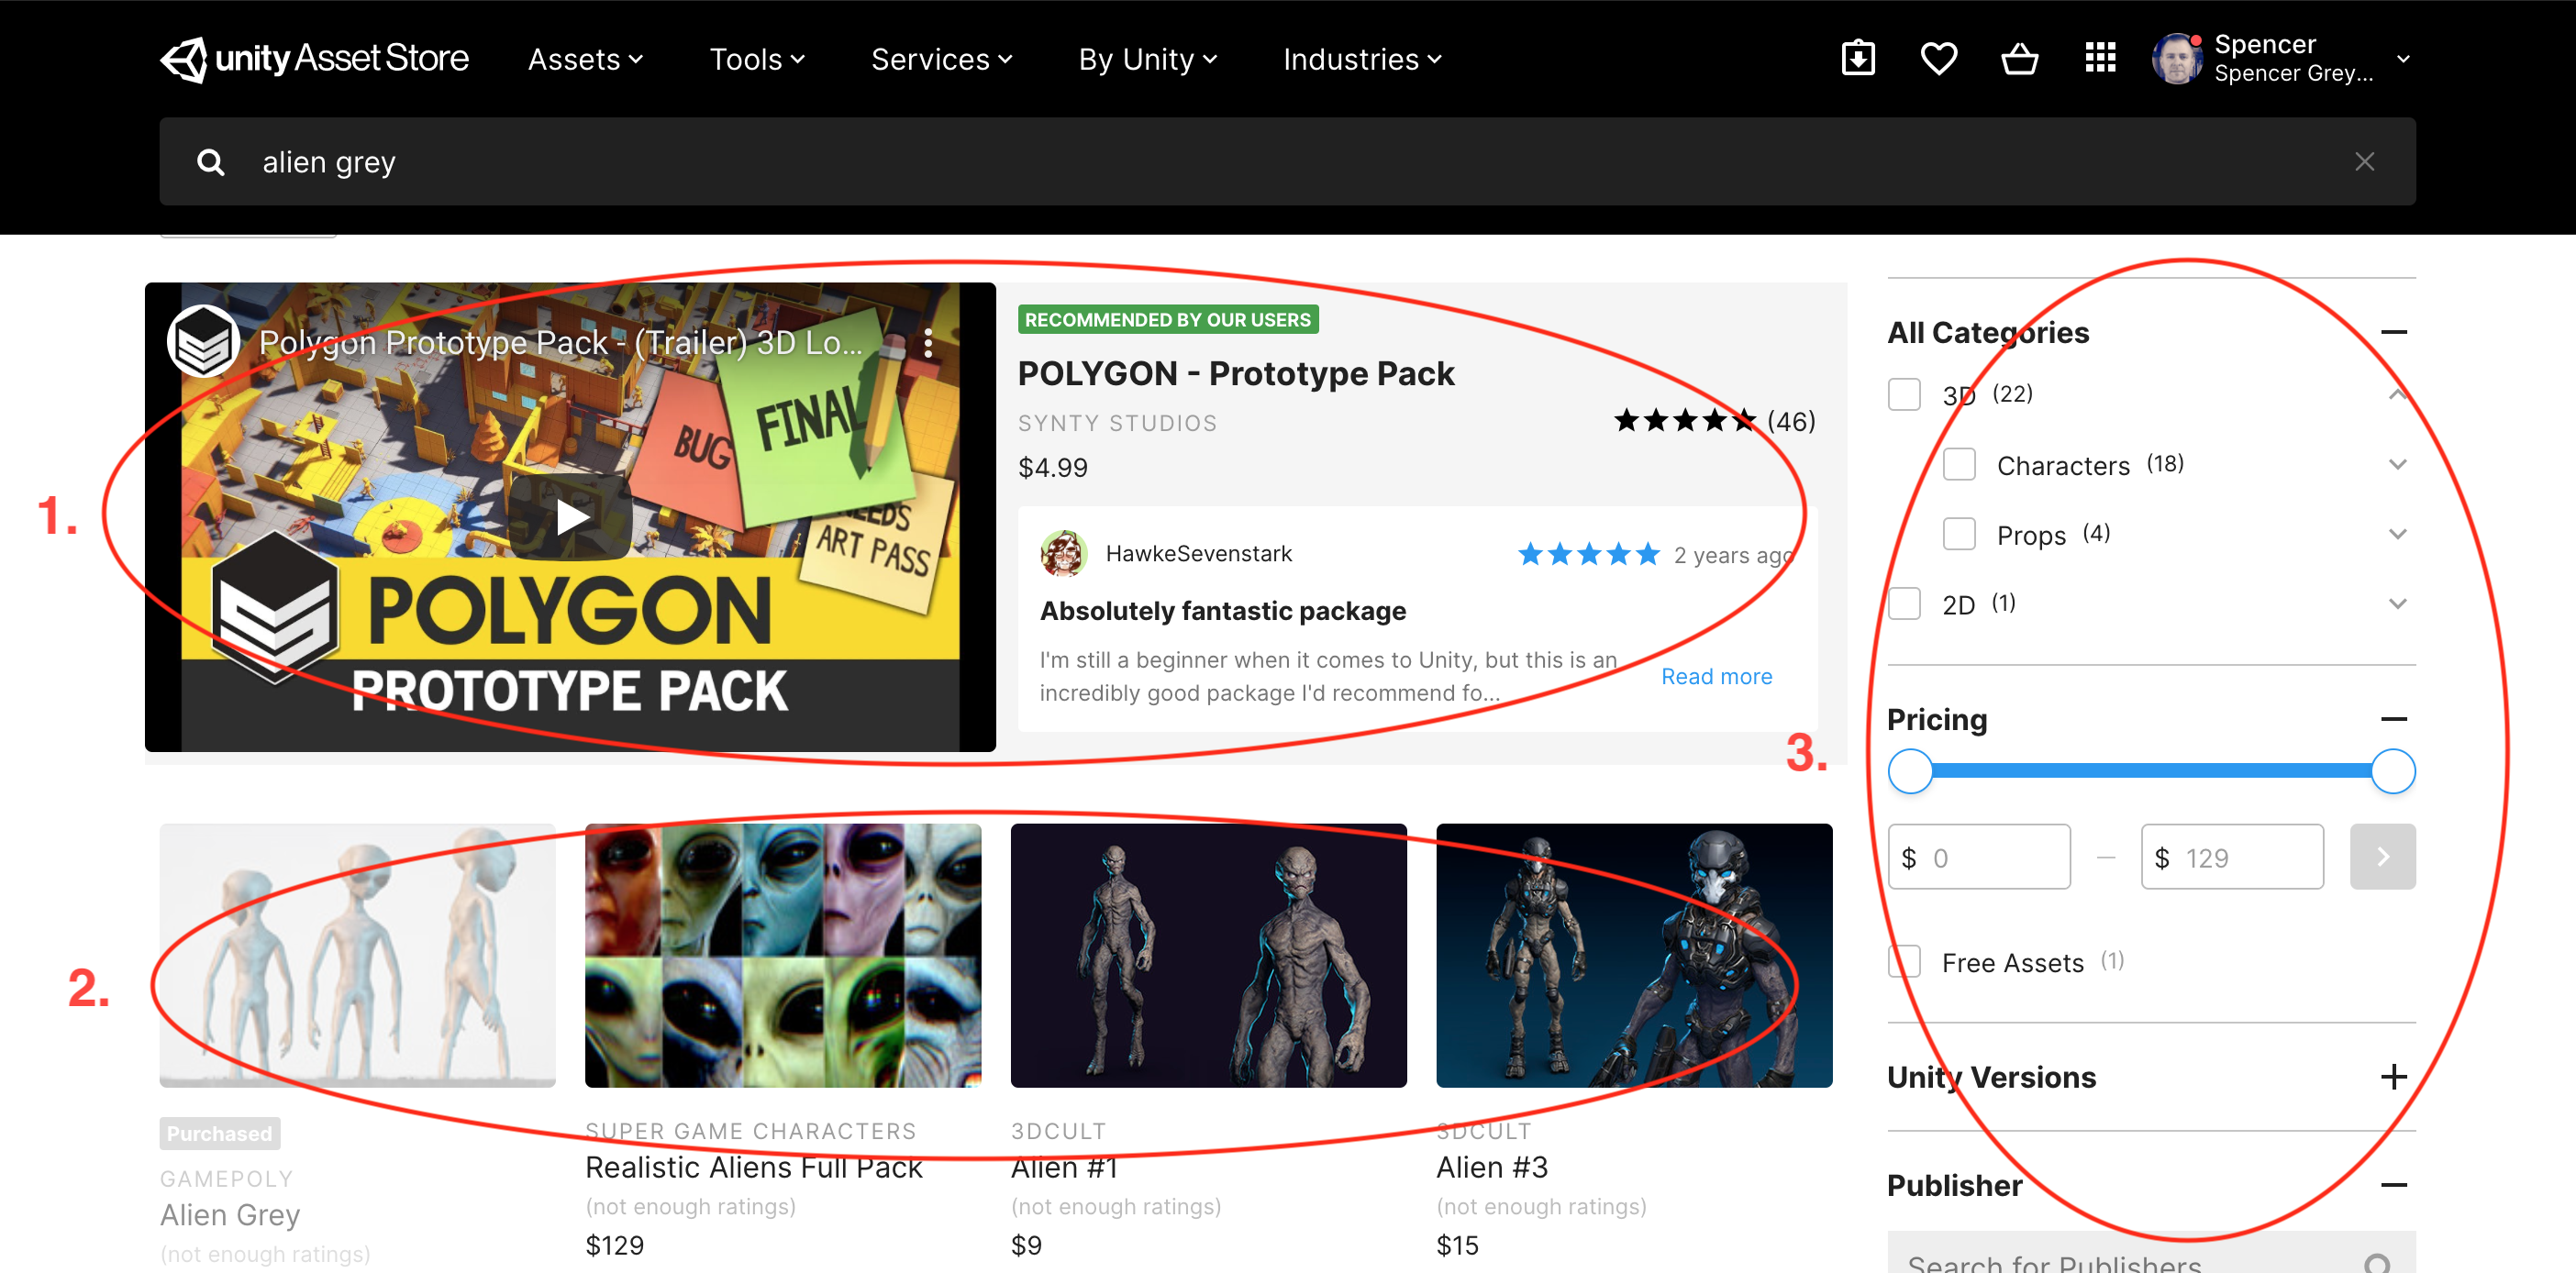 unity Asset Store
Assets
Tools
Services
By Unity
Industries
Spencer
Spencer Grey...
alien grey
1.
Polygon Prototype Pack - (Trailer) 3D Lo...
BUG
FINAL
NEEDS
ART PASS
POLYGON
PROTOTYPE PACK
RECOMMENDED BY OUR USERS
POLYGON - Prototype Pack
SYNTY STUDIOS
(46)
$4.99
HawkeSevenstark
2 years ago
Absolutely fantastic package
I'm still a beginner when it comes to Unity, but this is an
incredibly good package I'd recommend fo...
Read more
2.
Purchased
GAMEPOLY
Alien Grey
(not enough ratings)
SUPER GAME CHARACTERS
Realistic Aliens Full Pack
(not enough ratings)
$129
3DCULT
Alien #1
(not enough ratings)
$9
3DCULT
Alien #3
(not enough ratings)
$15
3.
All Categories
3D (22)
Characters (18)
Props (4)
2D (1)
Pricing
$ 0
–
$ 129
Free Assets (1)
Unity Versions
Publisher
Search for Publishers